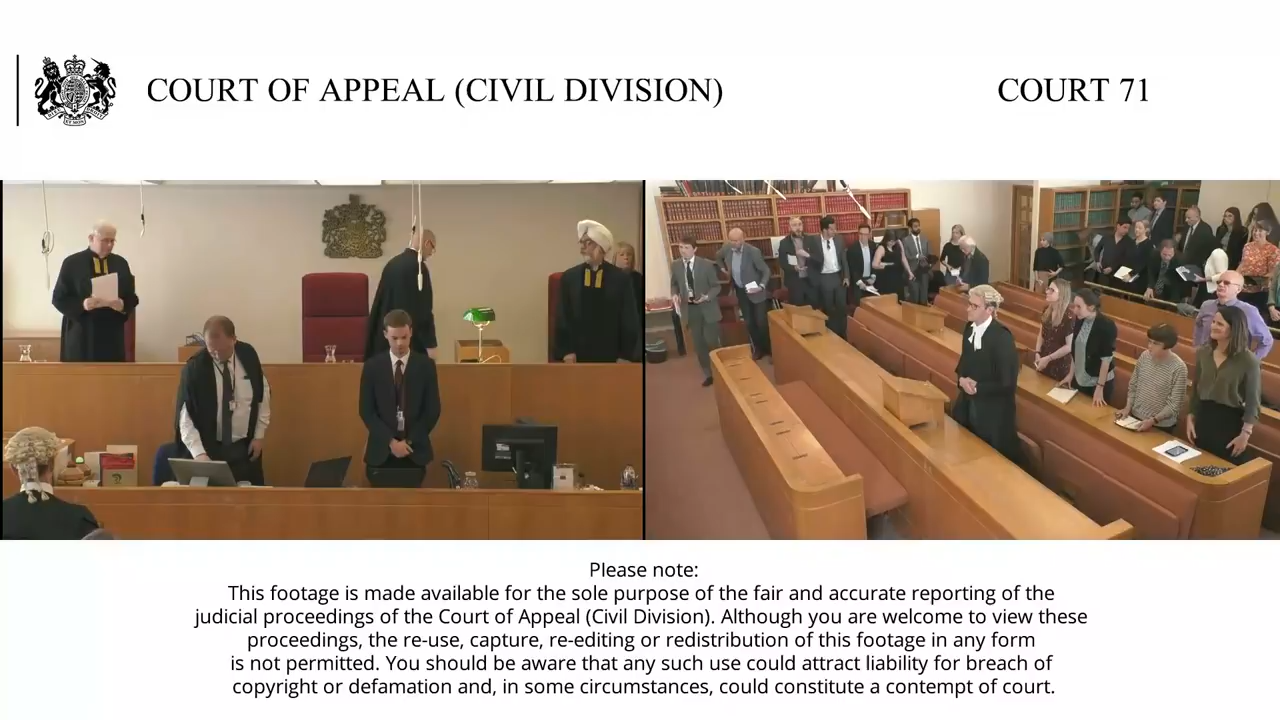 COURT OF APPEAL (CIVIL DIVISION)
COURT 71
Please note:
This footage is made available for the sole purpose of the fair and accurate reporting of the
judicial proceedings of the Court of Appeal (Civil Division). Although you are welcome to view these
proceedings, the re-use, capture, re-editing or redistribution of this footage in any form
is not permitted. You should be aware that any such use could attract liability for breach of
copyright or defamation and, in some circumstances, could constitute a contempt of court.